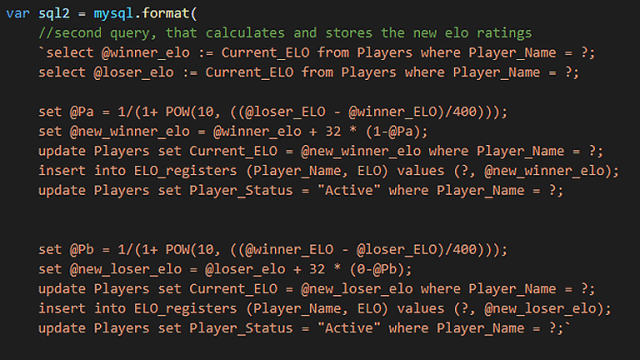 var sql2 = mysql.format(
//second query, that calculates and stores the new elo ratings
`select @winner_elo := Current_ELO from Players where Player_Name = ?;
select @loser_elo := Current_ELO from Players where Player_Name = ?;
set @Pa = 1/(1+ POW(10, ((@loser_ELO - @winner_ELO)/400)));
set @new_winner_elo = @winner_elo + 32 * (1-@Pa);
update Players set Current_ELO = @new_winner_elo where Player_Name = ?;
insert into ELO_registers (Player_Name, ELO) values (?, @new_winner_elo);
update Players set Player_Status = "Active" where Player_Name = ?;
set @Pb = 1/(1+ POW(10, ((@winner_ELO - @loser_ELO)/400)));
set @new_loser_elo = @loser_elo + 32 * (0-@Pb);
update Players set Current_ELO = @new_loser_elo where Player_Name = ?;
insert into ELO_registers (Player_Name, ELO) values (?, @new_loser_elo);
update Players set Player_Status = "Active" where Player_Name = ?;`